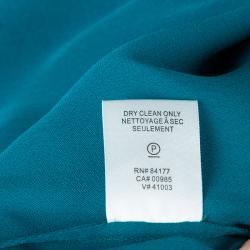 DRY CLEAN ONLY
NETTOYAGE À SEC
SEULEMENT
P
RN# 84177
CA# 00985
V# 41003